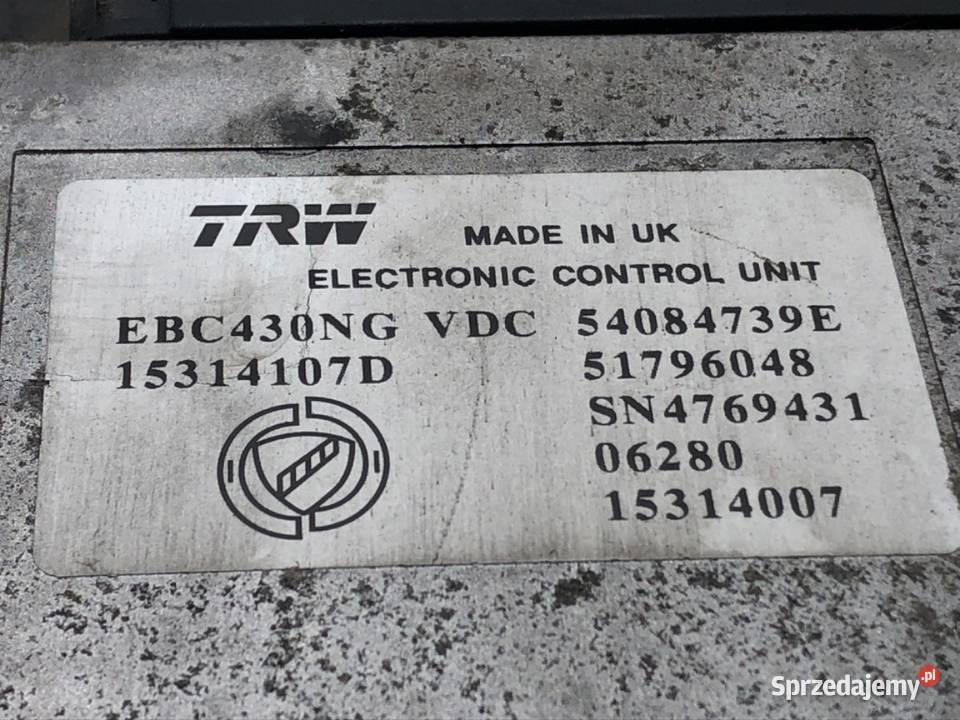 TRW MADE IN UK
ELECTRONIC CONTROL UNIT
EBC430NG VDC 54084739E
15314107D 51796048
SN4769431
06280
15314007
Sprzedajemy.pl